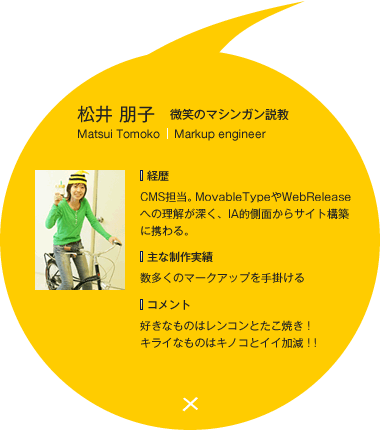 松井 朋子 微笑のマシンガン説教
Matsui Tomoko | Markup engineer
経歴
CMS担当。MovableTypeやWebRelease
への理解が深く、IA的側面からサイト構築
に携わる。
主な制作実績
数多くのマークアップを手掛ける
コメント
好きなものはレンコンとたこ焼き！
キライなものはキノコとイイ加減！！